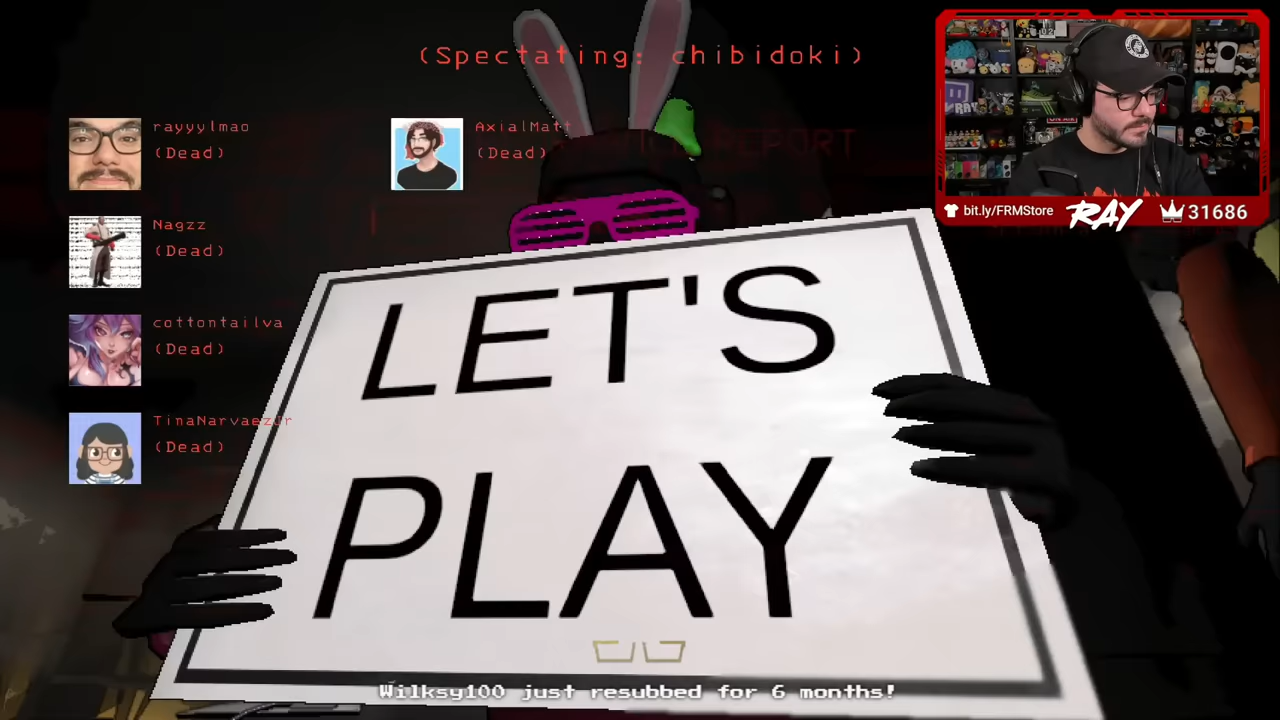 (Spectating: chibidoki)
rayyylmao
(Dead)
AxialMatt
(Dead)
Nagzz
(Dead)
cottontailva
(Dead)
(Dead)
REPORT
bit.ly/FRMStore
RAY
31686
LET'S
PLAY
Wilksy100 just resubbed for 6 months!